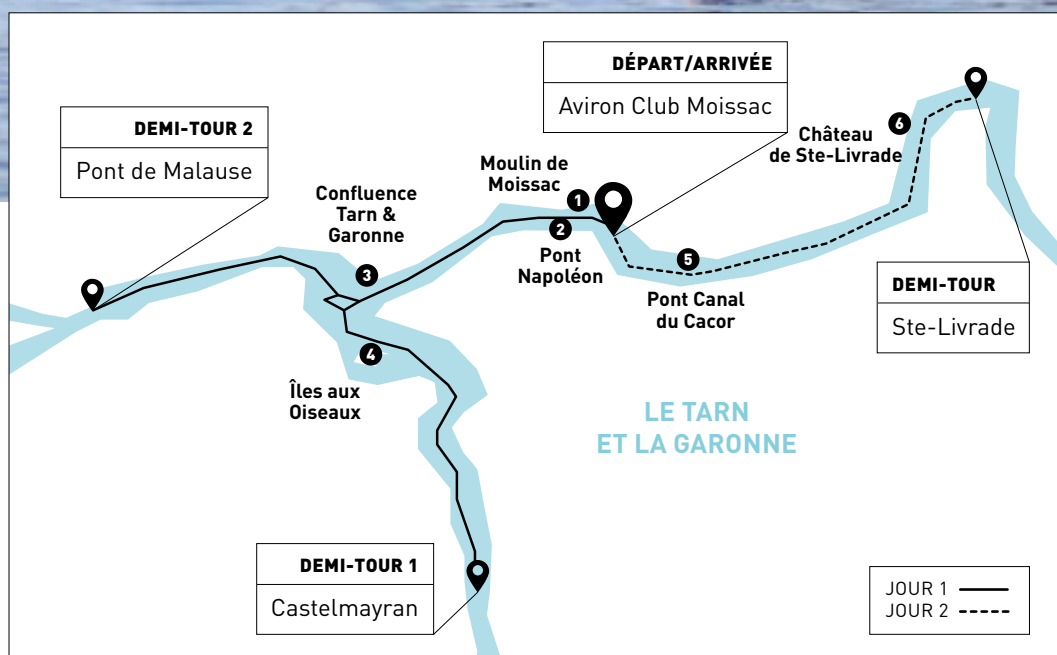 DÉPART/ARRIVÉE
Aviron Club Moissac
DEMI-TOUR 2
Pont de Malause
Confluence
Tarn &
Garonne
3
Moulin de
Moissac
1
2
Pont
Napoléon
Château
de Ste-Livrade
6
5
Pont Canal
du Cacor
DEMI-TOUR
Ste-Livrade
4
Îles aux
Oiseaux
LE TARN
ET LA GARONNE
DEMI-TOUR 1
Castelmayran
JOUR 1
JOUR 2